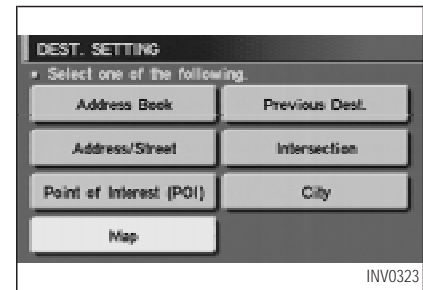 DEST. SETTING
Select one of the following.
Address Book Previous Dest.
Address/Street Intersection
Point of Interest (POI) City
Map
INV0323